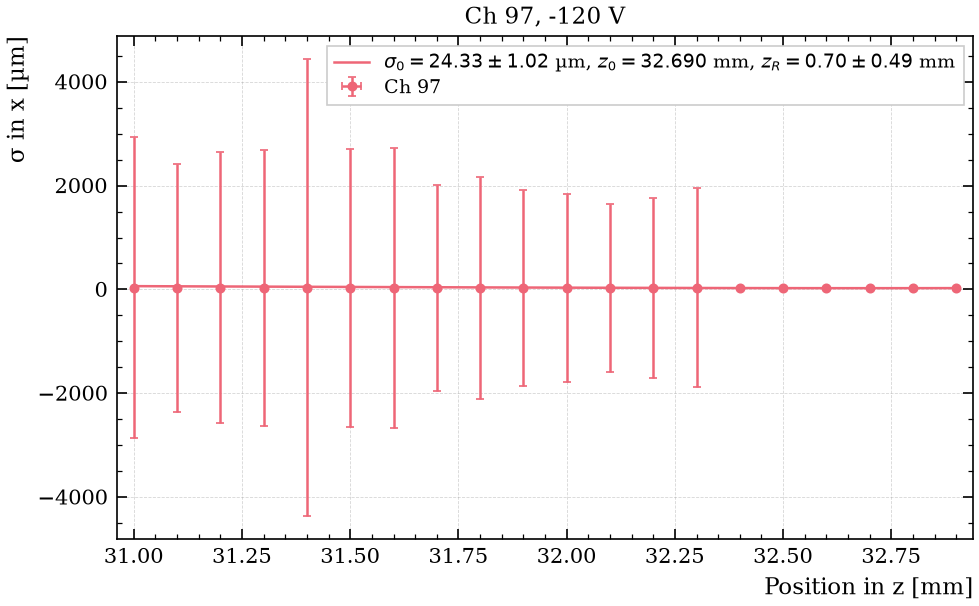 Ch 97, -120 V
σ in x [µm]
σ₀ = 24.33 ± 1.02 µm, z₀ = 32.690 mm, z_R = 0.70 ± 0.49 mm
Ch 97
4000
2000
0
−2000
−4000
31.00 31.25 31.50 31.75 32.00 32.25 32.50 32.75
Position in z [mm]